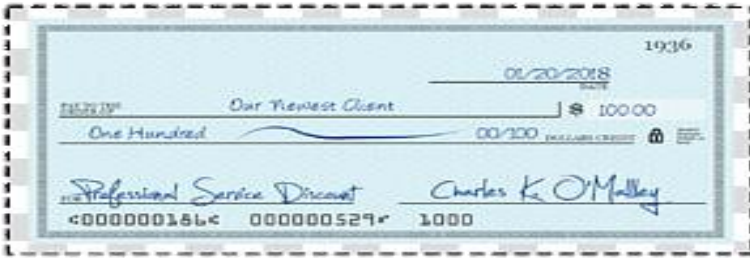 1936
01/20/2018
DATE
PAY TO THE ORDER OF Our Newest Client $ 100.00
One Hundred 00/100 DOLLARS CREDIT
FOR Professional Service Discount Charles K. O'Malley
<000000186< 000000529< 1000